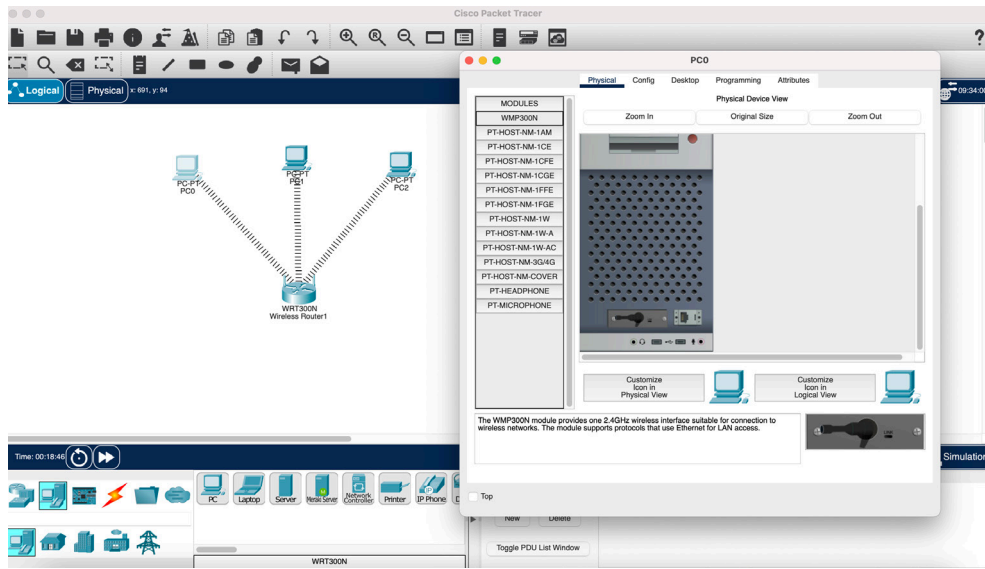 Cisco Packet Tracer
?
Logical
Physical
x: 691, y: 94
09:34:00
PC-PT
PC0
PC-PT
PC1
PC-PT
PC2
WRT300N
Wireless Router1
PC0
Physical
Config
Desktop
Programming
Attributes
MODULES
WMP300N
PT-HOST-NM-1AM
PT-HOST-NM-1CE
PT-HOST-NM-1CFE
PT-HOST-NM-1CGE
PT-HOST-NM-1FFE
PT-HOST-NM-1FGE
PT-HOST-NM-1W
PT-HOST-NM-1W-A
PT-HOST-NM-1W-AC
PT-HOST-NM-3G/4G
PT-HOST-NM-COVER
PT-HEADPHONE
PT-MICROPHONE
Physical Device View
Zoom In
Original Size
Zoom Out
Customize
Icon in
Physical View
Customize
Icon in
Logical View
The WMP300N module provides one 2.4GHz wireless interface suitable for connection to
wireless networks. The module supports protocols that use Ethernet for LAN access.
Top
Time: 00:18:46
Simulation
PC
Laptop
Server
Meraki Server
Network
Controller
Printer
IP Phone
New
Delete
Toggle PDU List Window
WRT300N